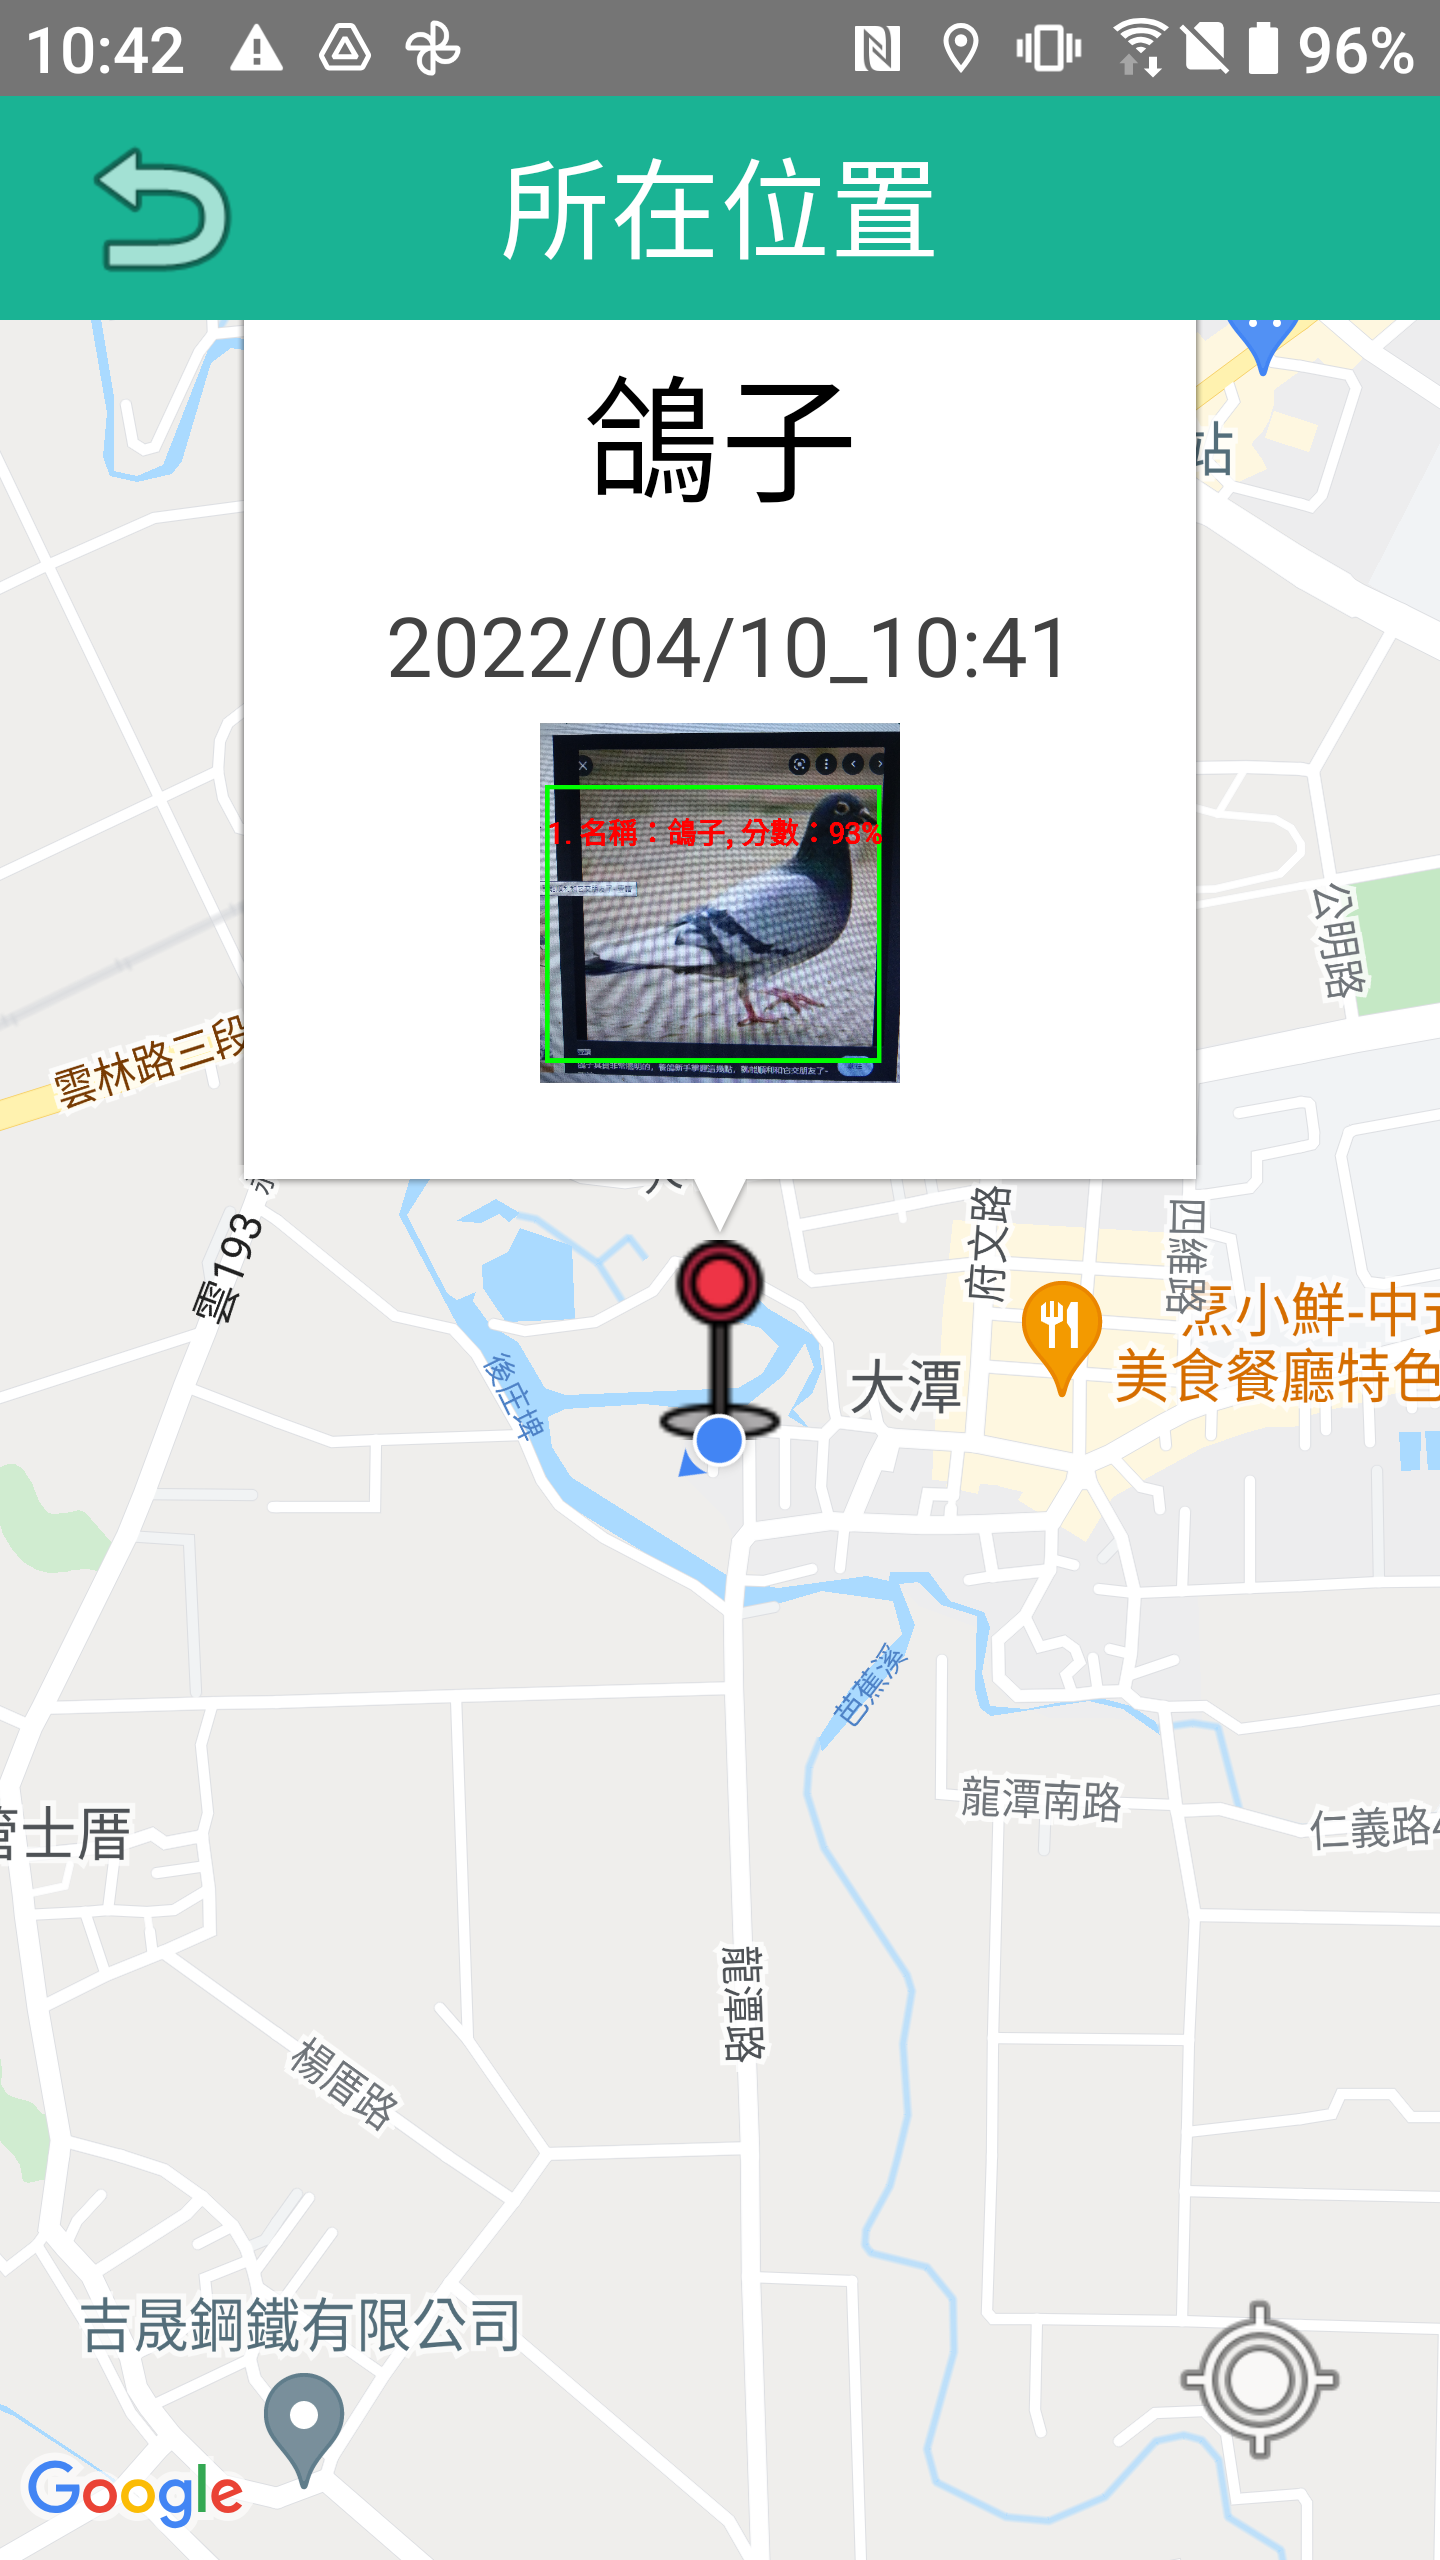 10:42
96%
所在位置
鴿子
2022/04/10_10:41
1. 名稱：鴿子, 分數：93%
站
公明路
雲林路三段
雲193
府文路
四維路
烹小鮮-中式
美食餐廳特色
大潭
後庄埤
芭蕉溪
龍潭南路
仁義路4
管士厝
龍潭路
楊厝路
吉晟鋼鐵有限公司
Google